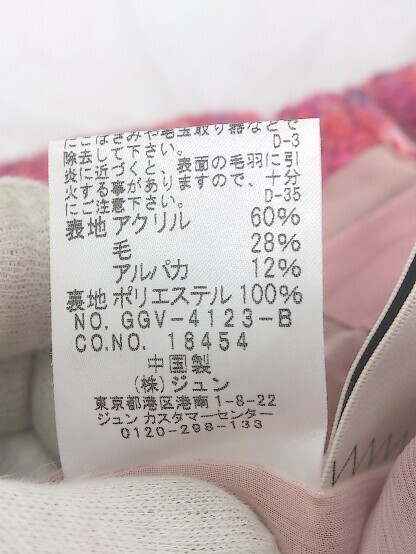 にはさみや毛玉取り器などで
除去して下さい。 D-3
炎に近づくと、表面の毛羽に引
火する事がありますので、十分
にご注意下さい。 D-35
表地 アクリル 60%
毛 28%
アルパカ 12%
裏地 ポリエステル 100%
NO. GGV-4123-B
CO.NO. 18454
中国製
(株)ジュン
東京都港区港南1-8-22
ジュン カスタマーセンター
0120-298-133